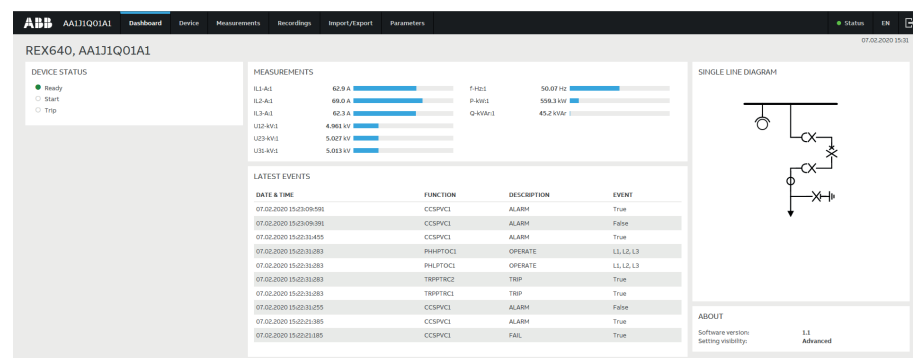 ABB AA1J1Q01A1 Dashboard Device Measurements Recordings Import/Export Parameters Status EN
07.02.2020 15:31
REX640, AA1J1Q01A1
DEVICE STATUS
Ready
Start
Trip
MEASUREMENTS
IL1-A:1 62.9 A f-Hz:1 50.07 Hz
IL2-A:1 69.0 A P-kW:1 559.3 kW
IL3-A:1 62.3 A Q-kVAr:1 45.2 kVAr
U12-kV:1 4.961 kV
U23-kV:1 5.027 kV
U31-kV:1 5.013 kV
LATEST EVENTS
DATE & TIME FUNCTION DESCRIPTION EVENT
07.02.2020 15:23:09:591 CCSPVC1 ALARM True
07.02.2020 15:23:09:391 CCSPVC1 ALARM False
07.02.2020 15:22:31:455 CCSPVC1 ALARM True
07.02.2020 15:22:31:283 PHHPTOC1 OPERATE L1, L2, L3
07.02.2020 15:22:31:283 PHLPTOC1 OPERATE L1, L2, L3
07.02.2020 15:22:31:283 TRPPTRC2 TRIP True
07.02.2020 15:22:31:283 TRPPTRC1 TRIP True
07.02.2020 15:22:31:255 CCSPVC1 ALARM False
07.02.2020 15:22:21:385 CCSPVC1 ALARM True
07.02.2020 15:22:21:185 CCSPVC1 FAIL True
SINGLE LINE DIAGRAM
ABOUT
Software version: 1.1
Setting visibility: Advanced